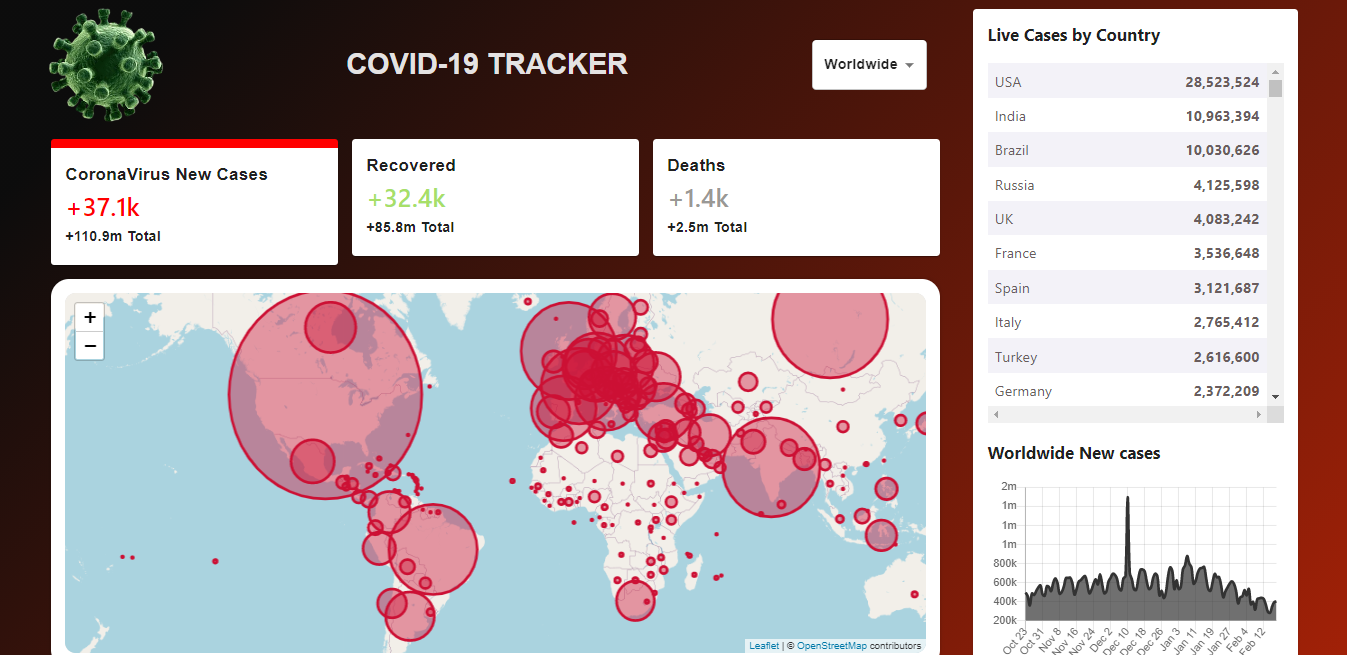 COVID-19 TRACKER
Worldwide
CoronaVirus New Cases
+37.1k
+110.9m Total
Recovered
+32.4k
+85.8m Total
Deaths
+1.4k
+2.5m Total
+
−
Leaflet | © OpenStreetMap contributors
Live Cases by Country
USA 28,523,524
India 10,963,394
Brazil 10,030,626
Russia 4,125,598
UK 4,083,242
France 3,536,648
Spain 3,121,687
Italy 2,765,412
Turkey 2,616,600
Germany 2,372,209
Worldwide New cases
2m
1m
1m
1m
800k
600k
400k
200k
Oct 23 Oct 31 Nov 8 Nov 16 Nov 24 Dec 2 Dec 10 Dec 18 Dec 26 Jan 3 Jan 11 Jan 19 Jan 27 Feb 4 Feb 12